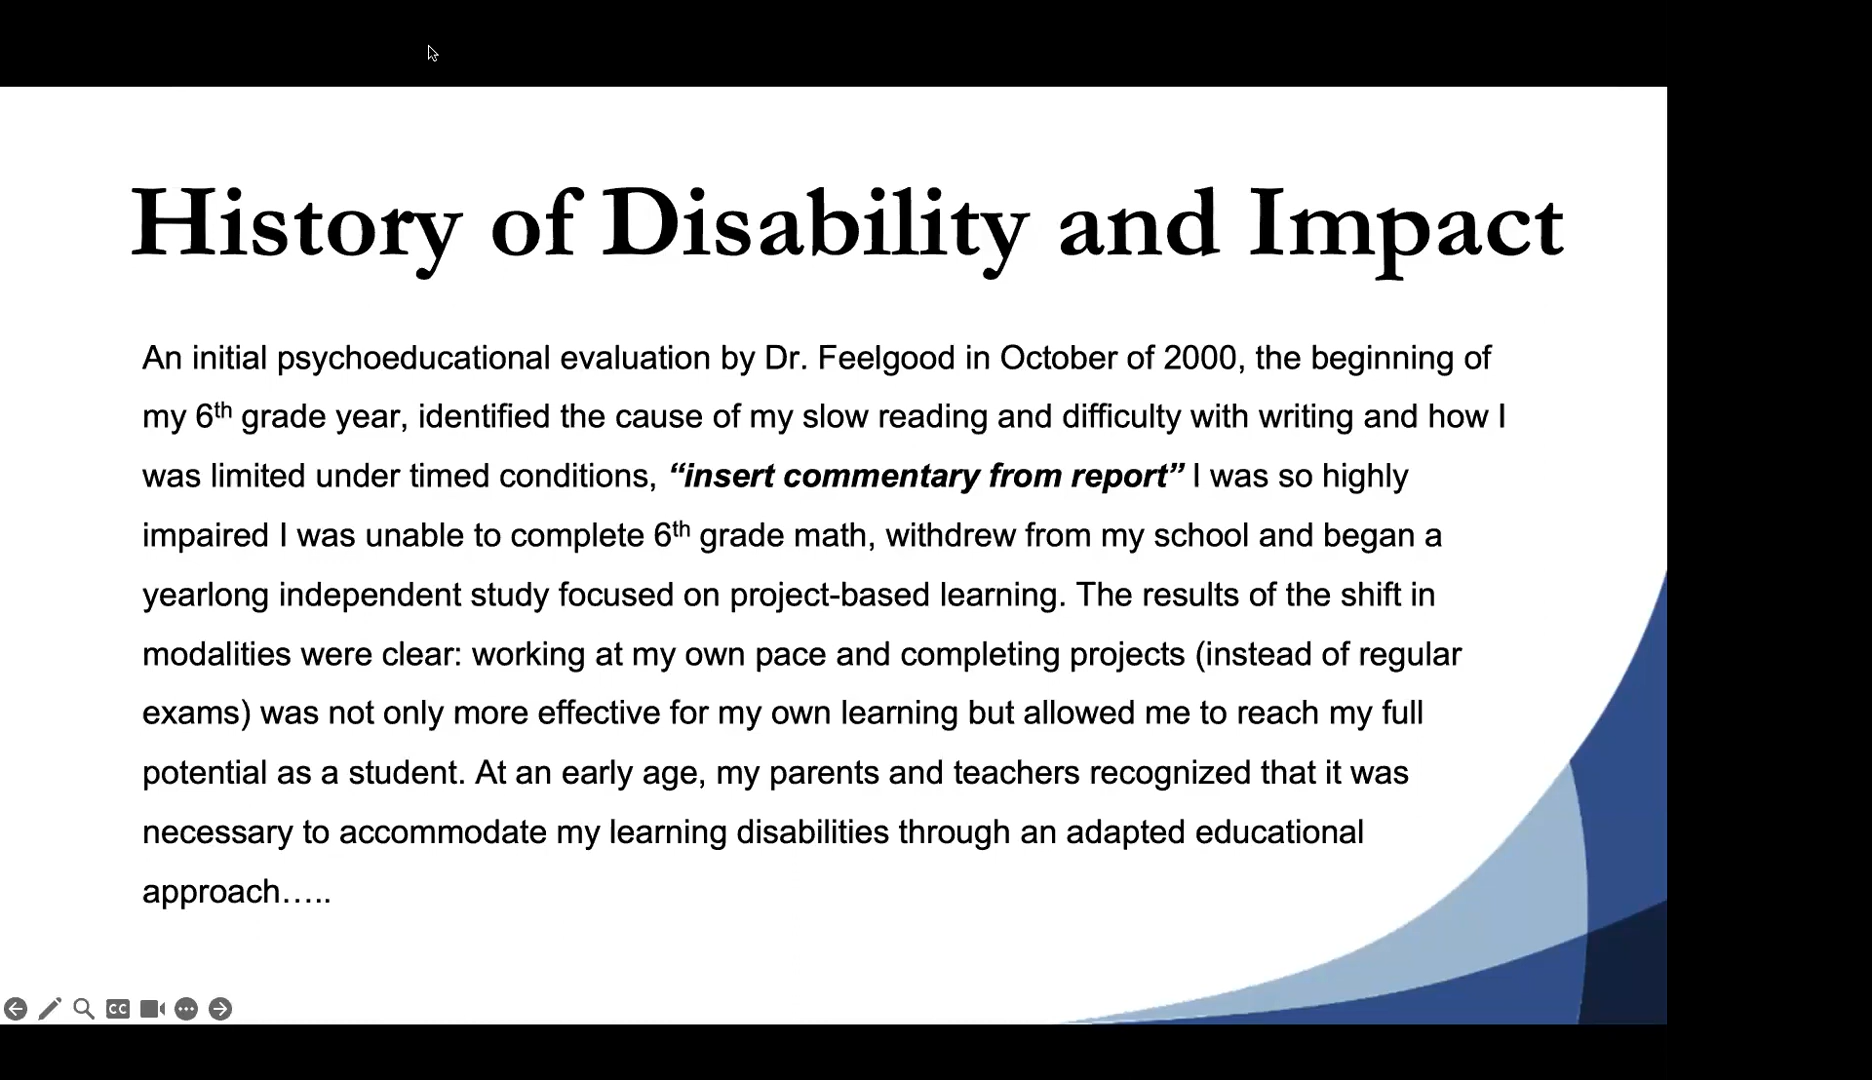 History of Disability and Impact
An initial psychoeducational evaluation by Dr. Feelgood in October of 2000, the beginning of
my 6th grade year, identified the cause of my slow reading and difficulty with writing and how I
was limited under timed conditions, “insert commentary from report” I was so highly
impaired I was unable to complete 6th grade math, withdrew from my school and began a
yearlong independent study focused on project-based learning. The results of the shift in
modalities were clear: working at my own pace and completing projects (instead of regular
exams) was not only more effective for my own learning but allowed me to reach my full
potential as a student. At an early age, my parents and teachers recognized that it was
necessary to accommodate my learning disabilities through an adapted educational
approach…..
CC